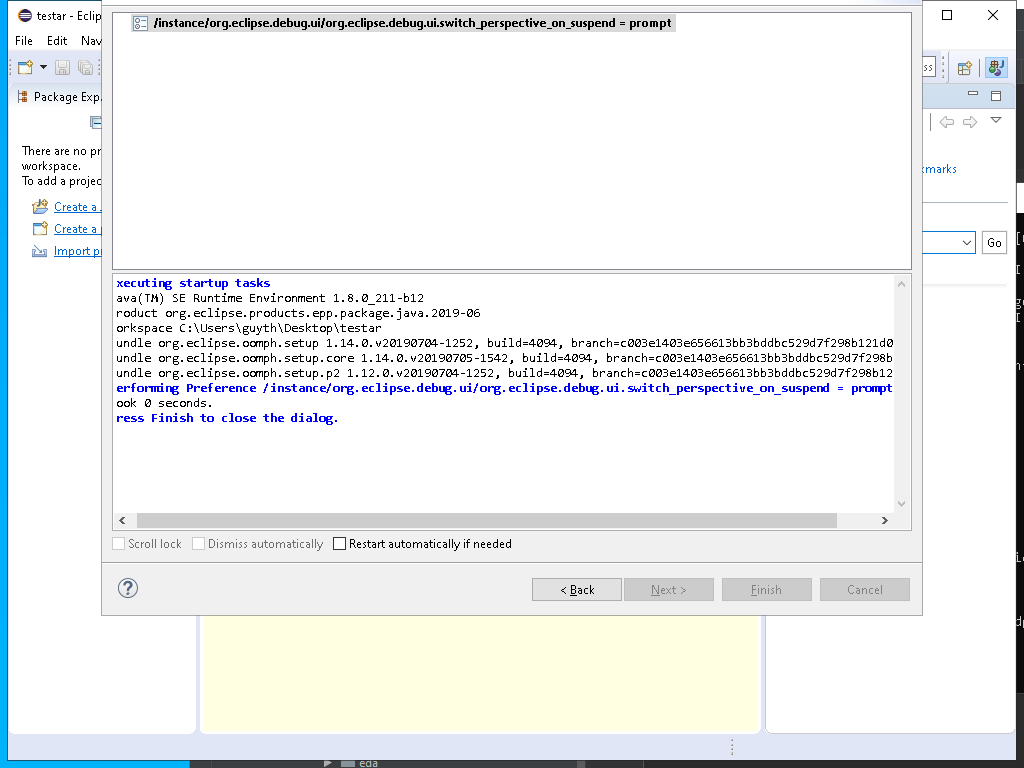 testar - Eclip
/instance/org.eclipse.debug.ui/org.eclipse.debug.ui.switch_perspective_on_suspend = prompt
File Edit Nav
ss
Package Exp
There are no pr
workspace.
To add a projec
Create a
Create a
Import p
kmarks
Go
xecuting startup tasks
ava(TM) SE Runtime Environment 1.8.0_211-b12
roduct org.eclipse.products.epp.package.java.2019-06
orkspace C:\Users\guyth\Desktop\testar
undle org.eclipse.oomph.setup 1.14.0.v20190704-1252, build=4094, branch=c003e1403e656613bb3bddbc529d7f298b121d0
undle org.eclipse.oomph.setup.core 1.14.0.v20190705-1542, build=4094, branch=c003e1403e656613bb3bddbc529d7f298b
undle org.eclipse.oomph.setup.p2 1.12.0.v20190704-1252, build=4094, branch=c003e1403e656613bb3bddbc529d7f298b12
erforming Preference /instance/org.eclipse.debug.ui/org.eclipse.debug.ui.switch_perspective_on_suspend = prompt
ook 0 seconds.
ress Finish to close the dialog.
Scroll lock Dismiss automatically Restart automatically if needed
< Back Next > Finish Cancel
eda